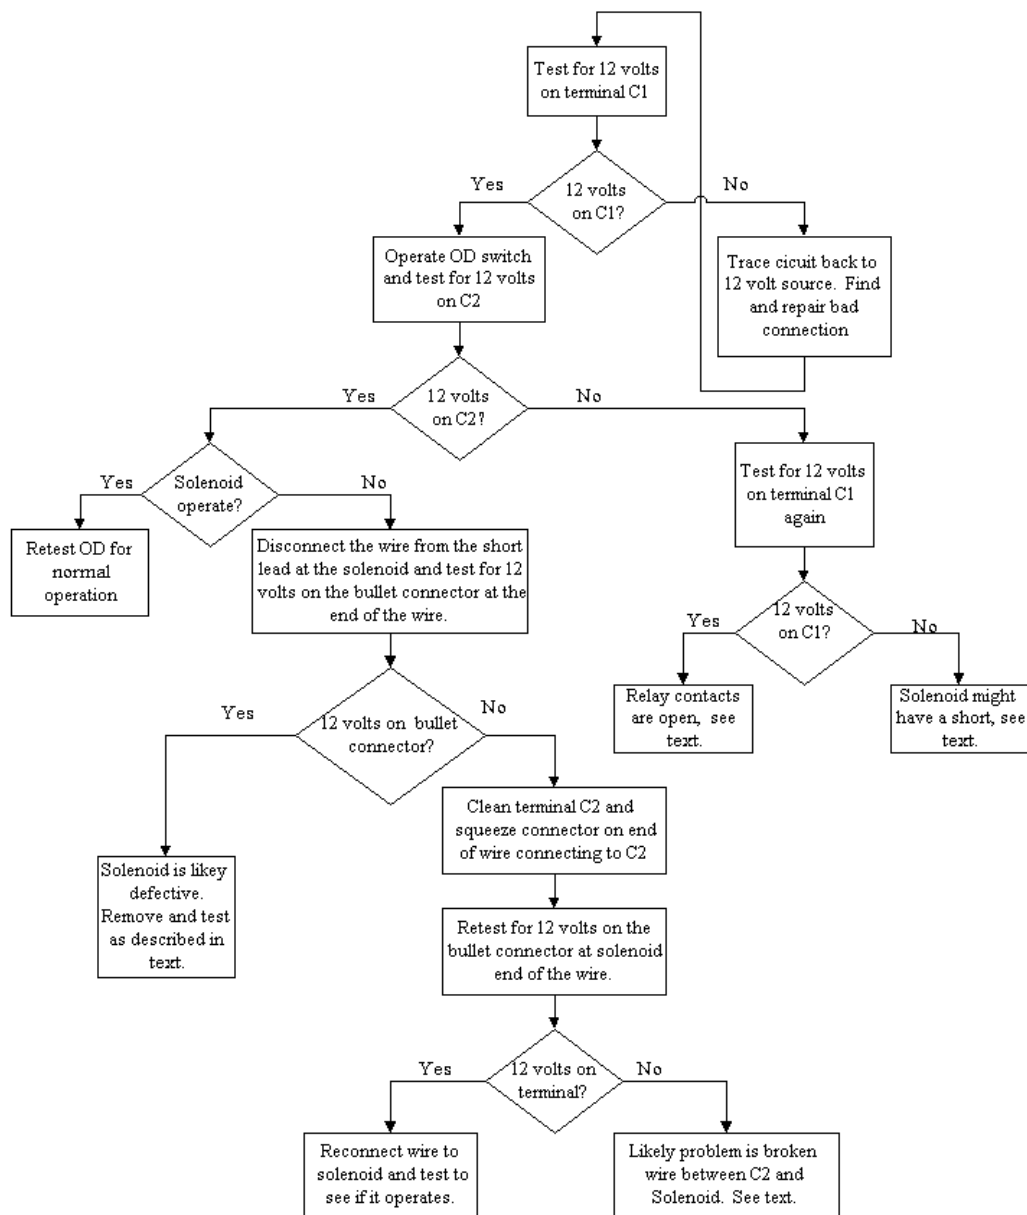 Test for 12 volts
on terminal C1
Yes
12 volts
on C1?
No
Operate OD switch
and test for 12 volts
on C2
Trace cicuit back to
12 volt source. Find
and repair bad
connection
Yes
12 volts
on C2?
No
Yes
Solenoid
operate?
No
Test for 12 volts
on terminal C1
again
Retest OD for
normal
operation
Disconnect the wire from the short
lead at the solenoid and test for 12
volts on the bullet connector at the
end of the wire.
Yes
12 volts
on C1?
No
Relay contacts
are open, see
text.
Solenoid might
have a short, see
text.
Yes
12 volts on bullet
connector?
No
Clean terminal C2 and
squeeze connector on end
of wire connecting to C2
Solenoid is likey
defective.
Remove and test
as described in
text.
Retest for 12 volts on the
bullet connector at solenoid
end of the wire.
Yes
12 volts on
terminal?
No
Reconnect wire to
solenoid and test to
see if it operates.
Likely problem is broken
wire between C2 and
Solenoid. See text.